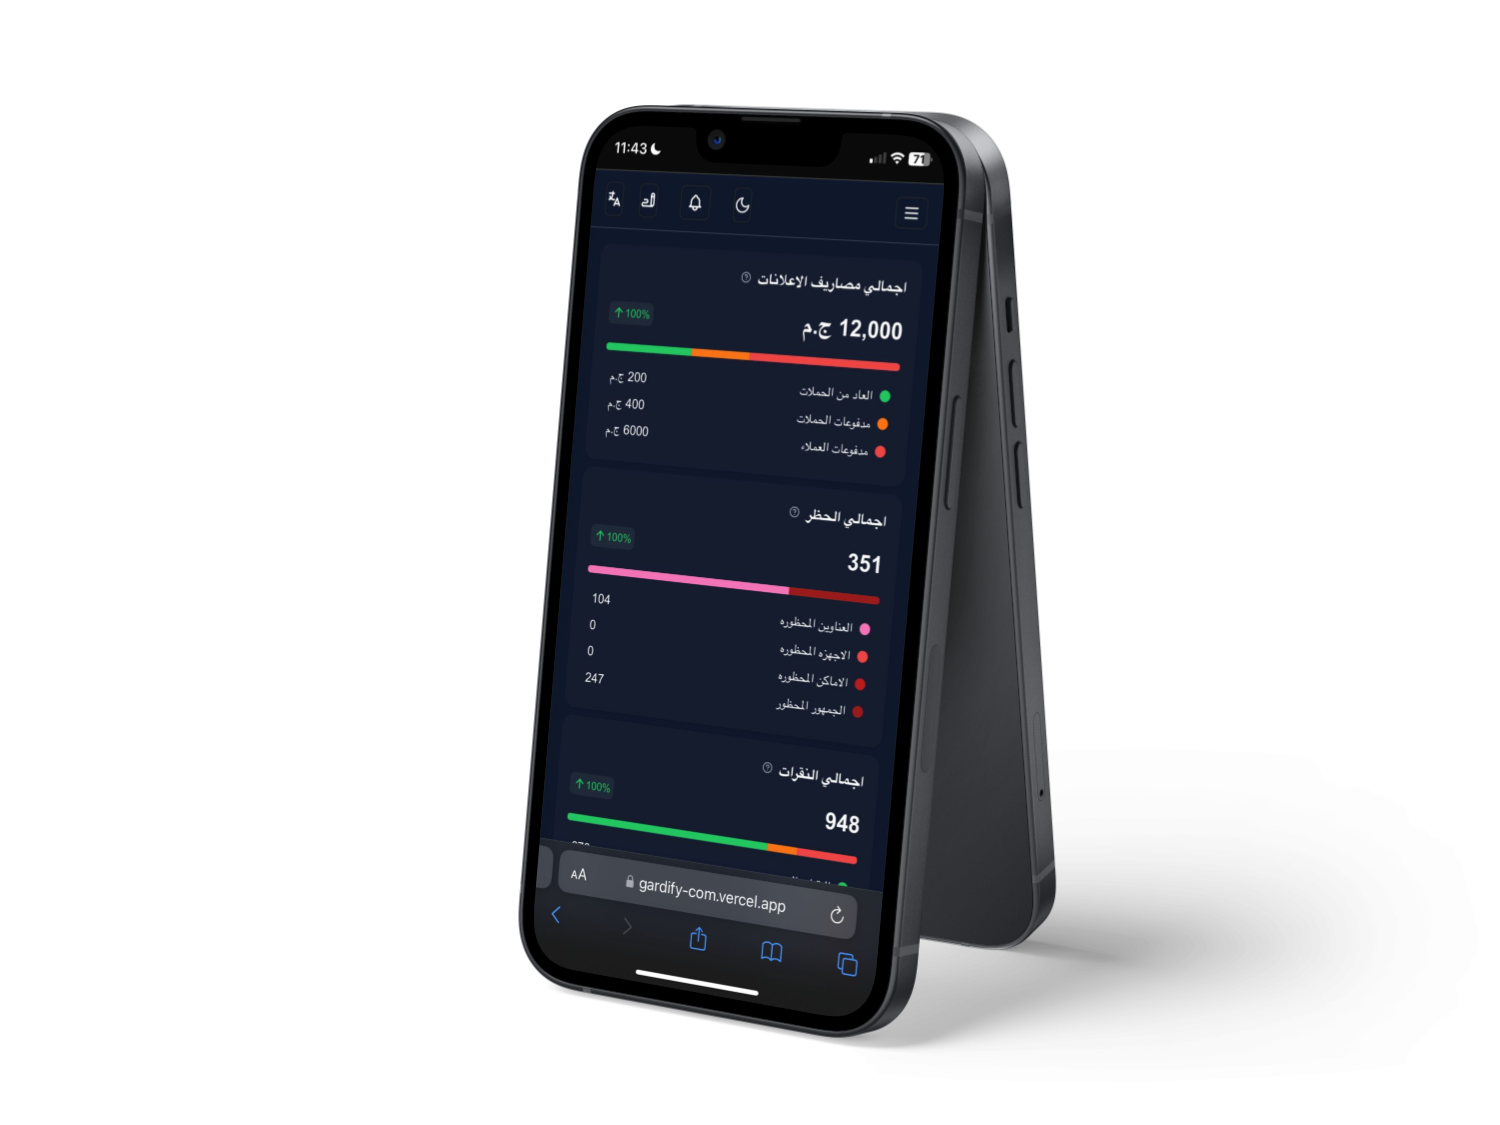 11:43
71
اجمالي مصاريف الاعلانات
12,000 ج.م
100%
العاد من الحملات
200 ج.م
مدفوعات الحملات
400 ج.م
مدفوعات العملاء
6000 ج.م
اجمالي الحظر
351
100%
العناوين المحظوره
104
الاجهزه المحظوره
0
الاماكن المحظوره
0
الجمهور المحظور
247
اجمالي النقرات
948
100%
AA
gardify-com.vercel.app